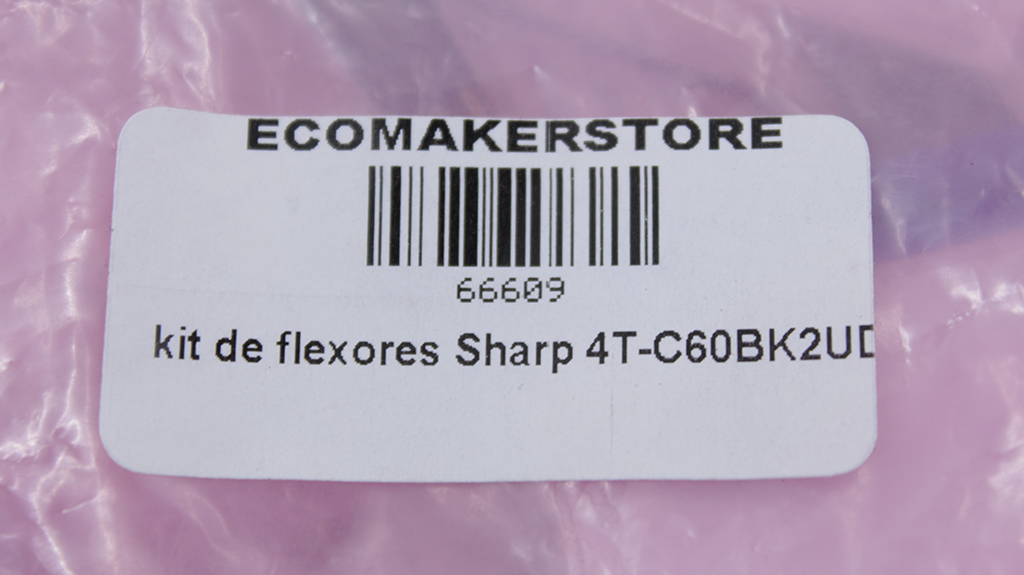 ECOMAKERSTORE
66609
kit de flexores Sharp 4T-C60BK2UD